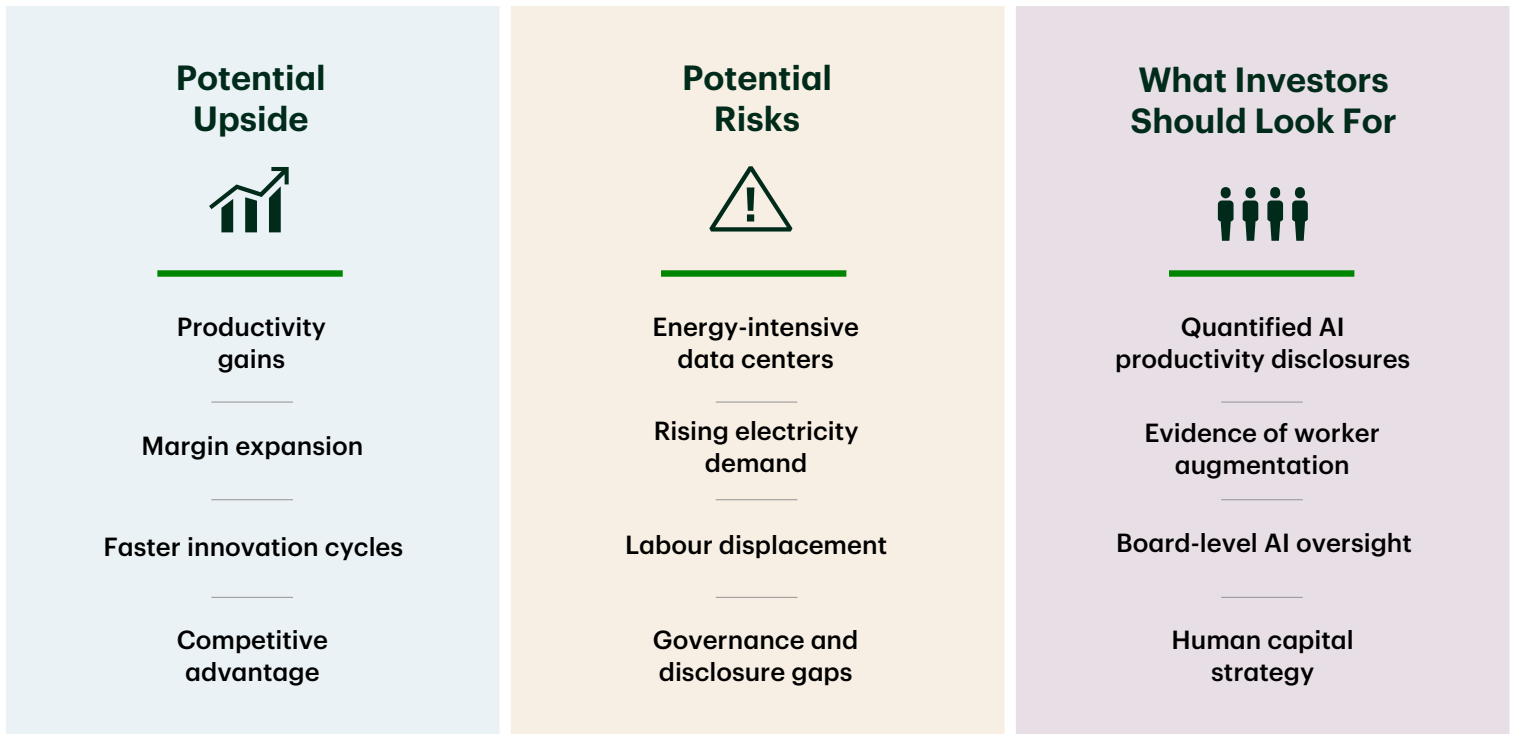 Potential
Upside
Productivity
gains
Margin expansion
Faster innovation cycles
Competitive
advantage
Potential
Risks
Energy-intensive
data centers
Rising electricity
demand
Labour displacement
Governance and
disclosure gaps
What Investors
Should Look For
Quantified AI
productivity disclosures
Evidence of worker
augmentation
Board-level AI oversight
Human capital
strategy